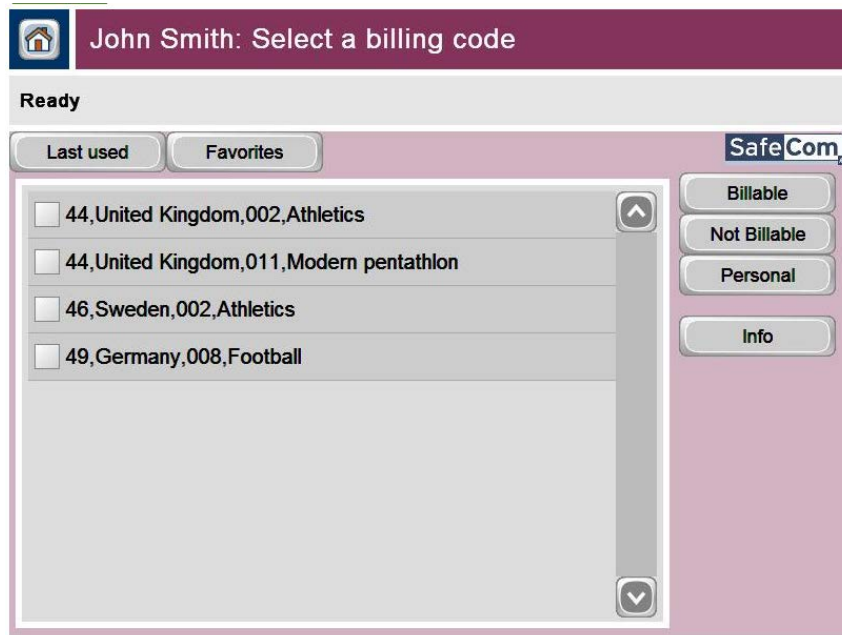 John Smith: Select a billing code
Ready
Last used
Favorites
SafeCom
44,United Kingdom,002,Athletics
44,United Kingdom,011,Modern pentathlon
46,Sweden,002,Athletics
49,Germany,008,Football
Billable
Not Billable
Personal
Info